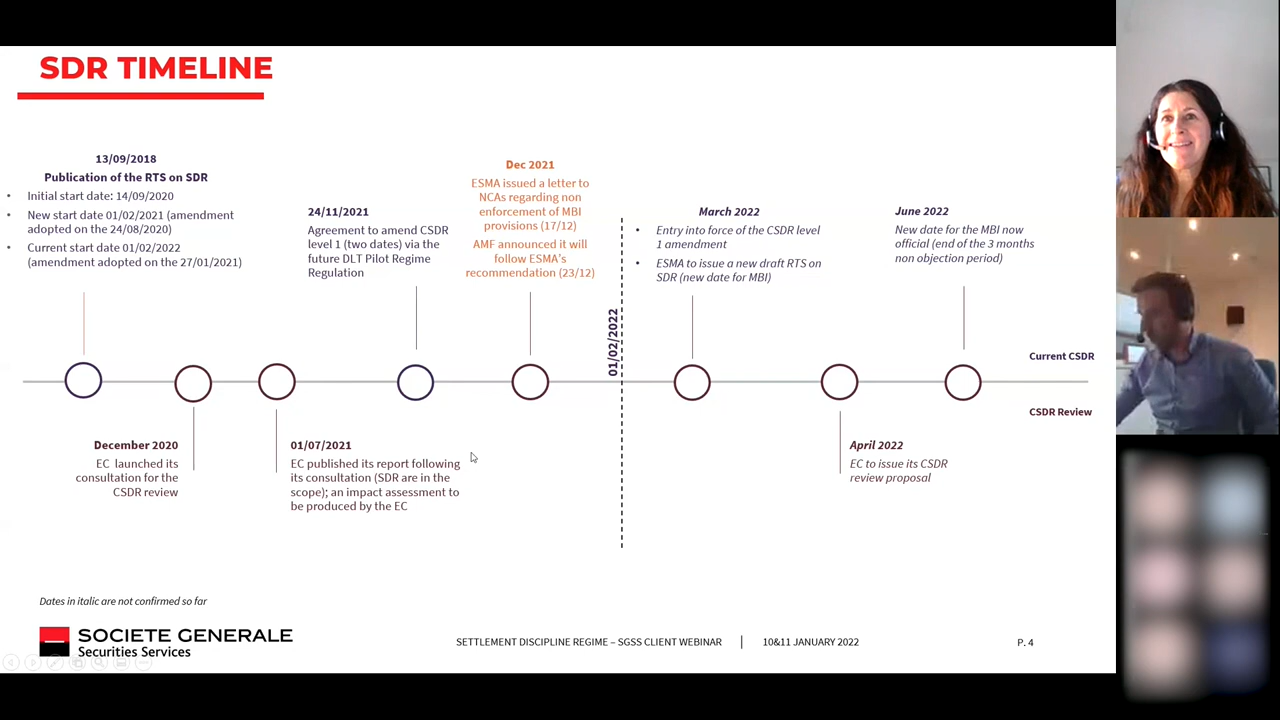 SDR TIMELINE
13/09/2018
Publication of the RTS on SDR
• Initial start date: 14/09/2020
• New start date 01/02/2021 (amendment
adopted on the 24/08/2020)
• Current start date 01/02/2022
(amendment adopted on the 27/01/2021)
24/11/2021
Agreement to amend CSDR
level 1 (two dates) via the
future DLT Pilot Regime
Regulation
Dec 2021
ESMA issued a letter to
NCAs regarding non
enforcement of MBI
provisions (17/12)
AMF announced it will
follow ESMA's
recommendation (23/12)
01/02/2022
March 2022
• Entry into force of the CSDR level
1 amendment
• ESMA to issue a new draft RTS on
SDR (new date for MBI)
June 2022
New date for the MBI now
official (end of the 3 months
non objection period)
Current CSDR
CSDR Review
December 2020
EC launched its
consultation for the
CSDR review
01/07/2021
EC published its report following
its consultation (SDR are in the
scope); an impact assessment to
be produced by the EC
April 2022
EC to issue its CSDR
review proposal
Dates in italic are not confirmed so far
SOCIETE GENERALE
Securities Services
SETTLEMENT DISCIPLINE REGIME – SGSS CLIENT WEBINAR | 10&11 JANUARY 2022
P. 4